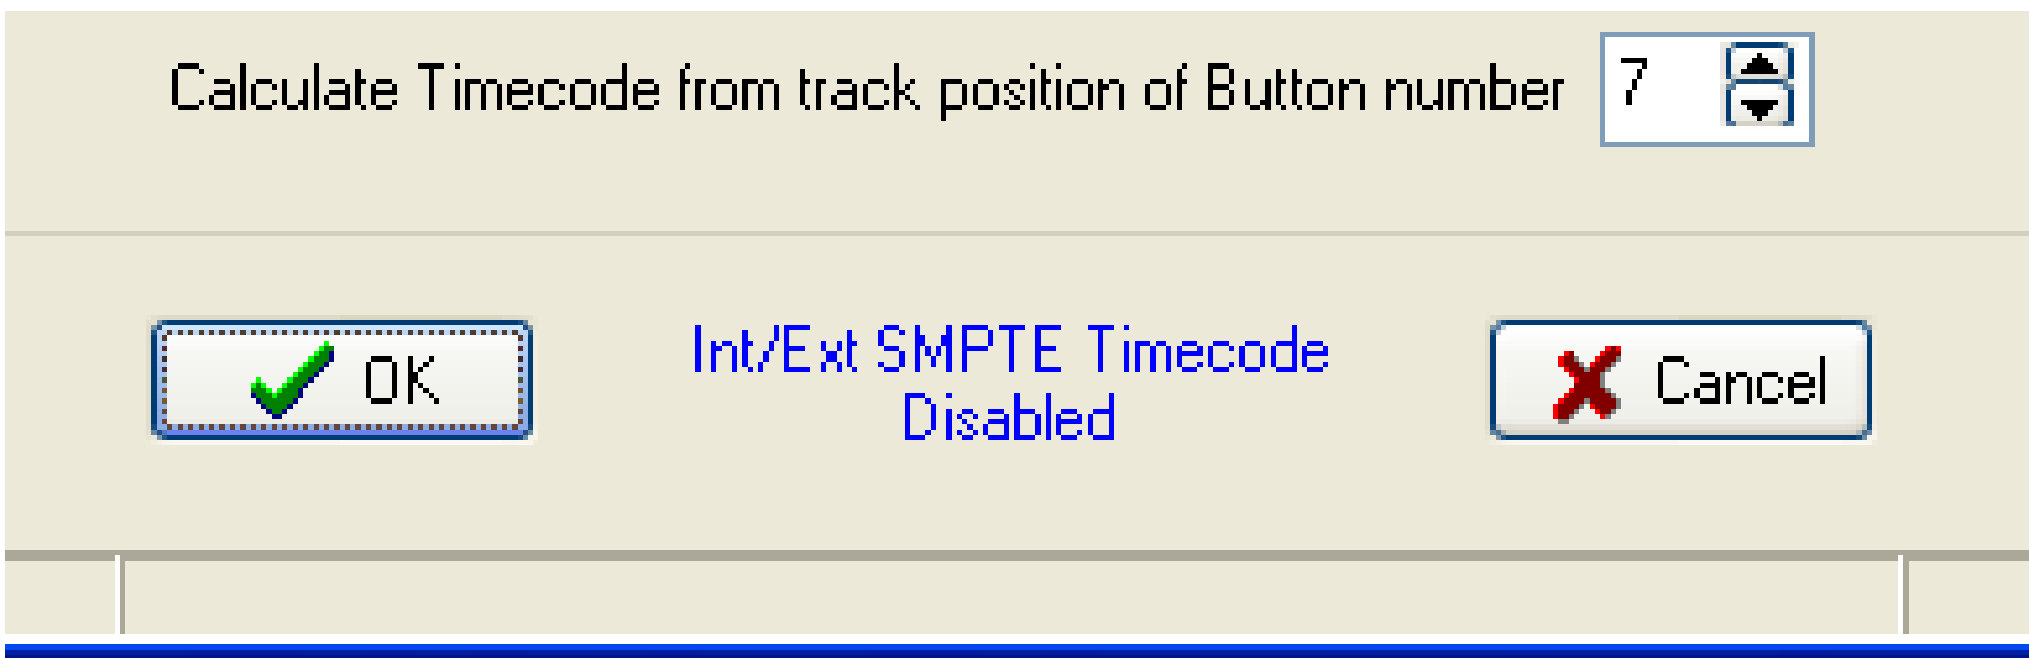 Calculate Timecode from track position of Button number 7
OK
Int/Ext SMPTE Timecode
Disabled
Cancel